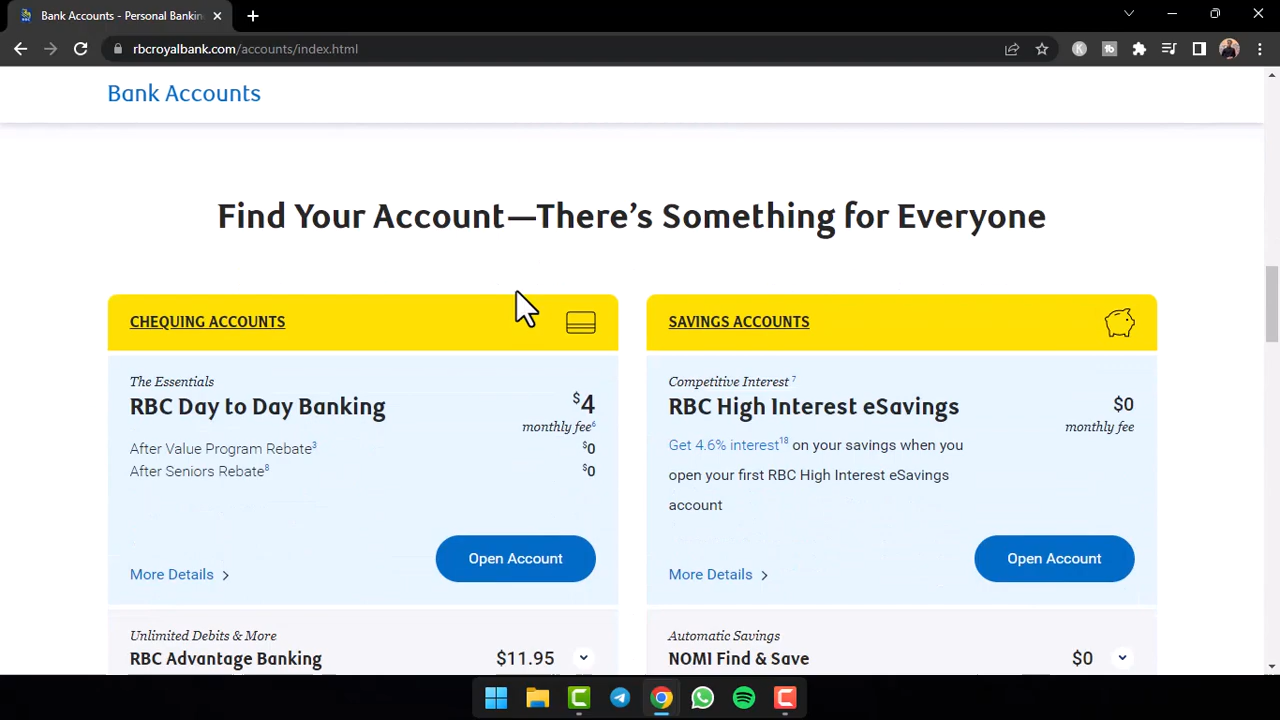 Bank Accounts - Personal Bankin
rbcroyalbank.com/accounts/index.html
Bank Accounts
Find Your Account—There's Something for Everyone
CHEQUING ACCOUNTS
The Essentials
RBC Day to Day Banking
$4
monthly fee6
After Value Program Rebate3 $0
After Seniors Rebate8 $0
Open Account
More Details
Unlimited Debits & More
RBC Advantage Banking $11.95
SAVINGS ACCOUNTS
Competitive Interest 7
RBC High Interest eSavings $0
monthly fee
Get 4.6% interest18 on your savings when you
open your first RBC High Interest eSavings
account
Open Account
More Details
Automatic Savings
NOMI Find & Save $0